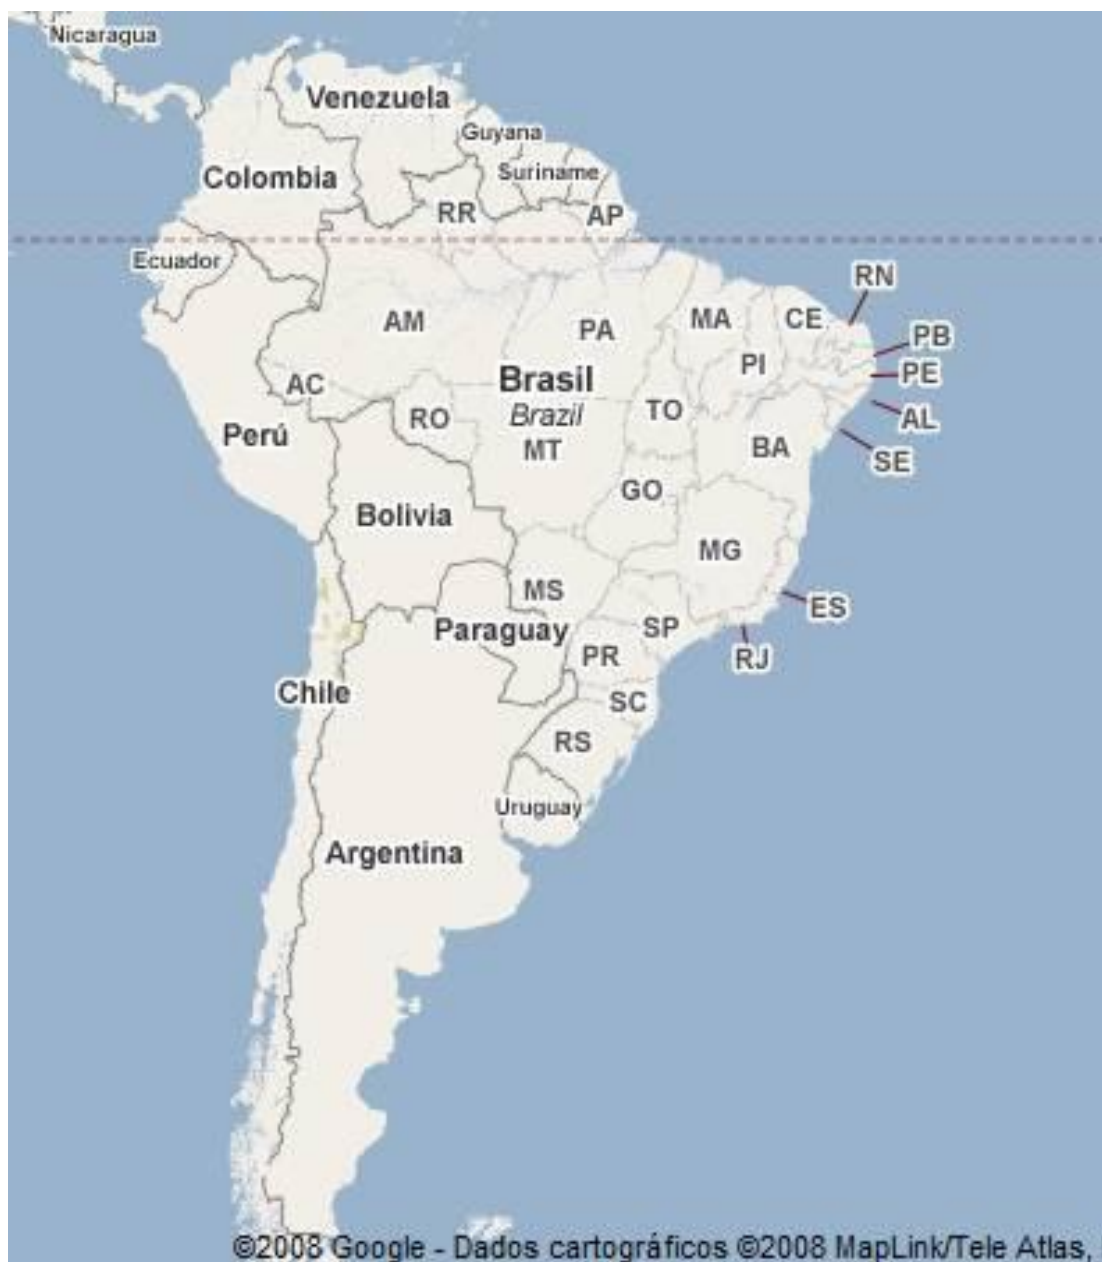 Nicaragua
Venezuela
Guyana
Colombia
Suriname
RR
AP
Ecuador
RN
AM
PA
MA
CE
PB
PI
Brasil
PE
AC
Brazil
TO
RO
AL
Perú
MT
BA
SE
GO
Bolivia
MG
MS
ES
Paraguay
SP
PR
RJ
Chile
SC
RS
Uruguay
Argentina
©2008 Google - Dados cartográficos ©2008 MapLink/Tele Atlas,